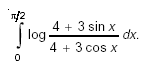 ∫₀^{π/2} log (4 + 3 sin x)/(4 + 3 cos x) dx.